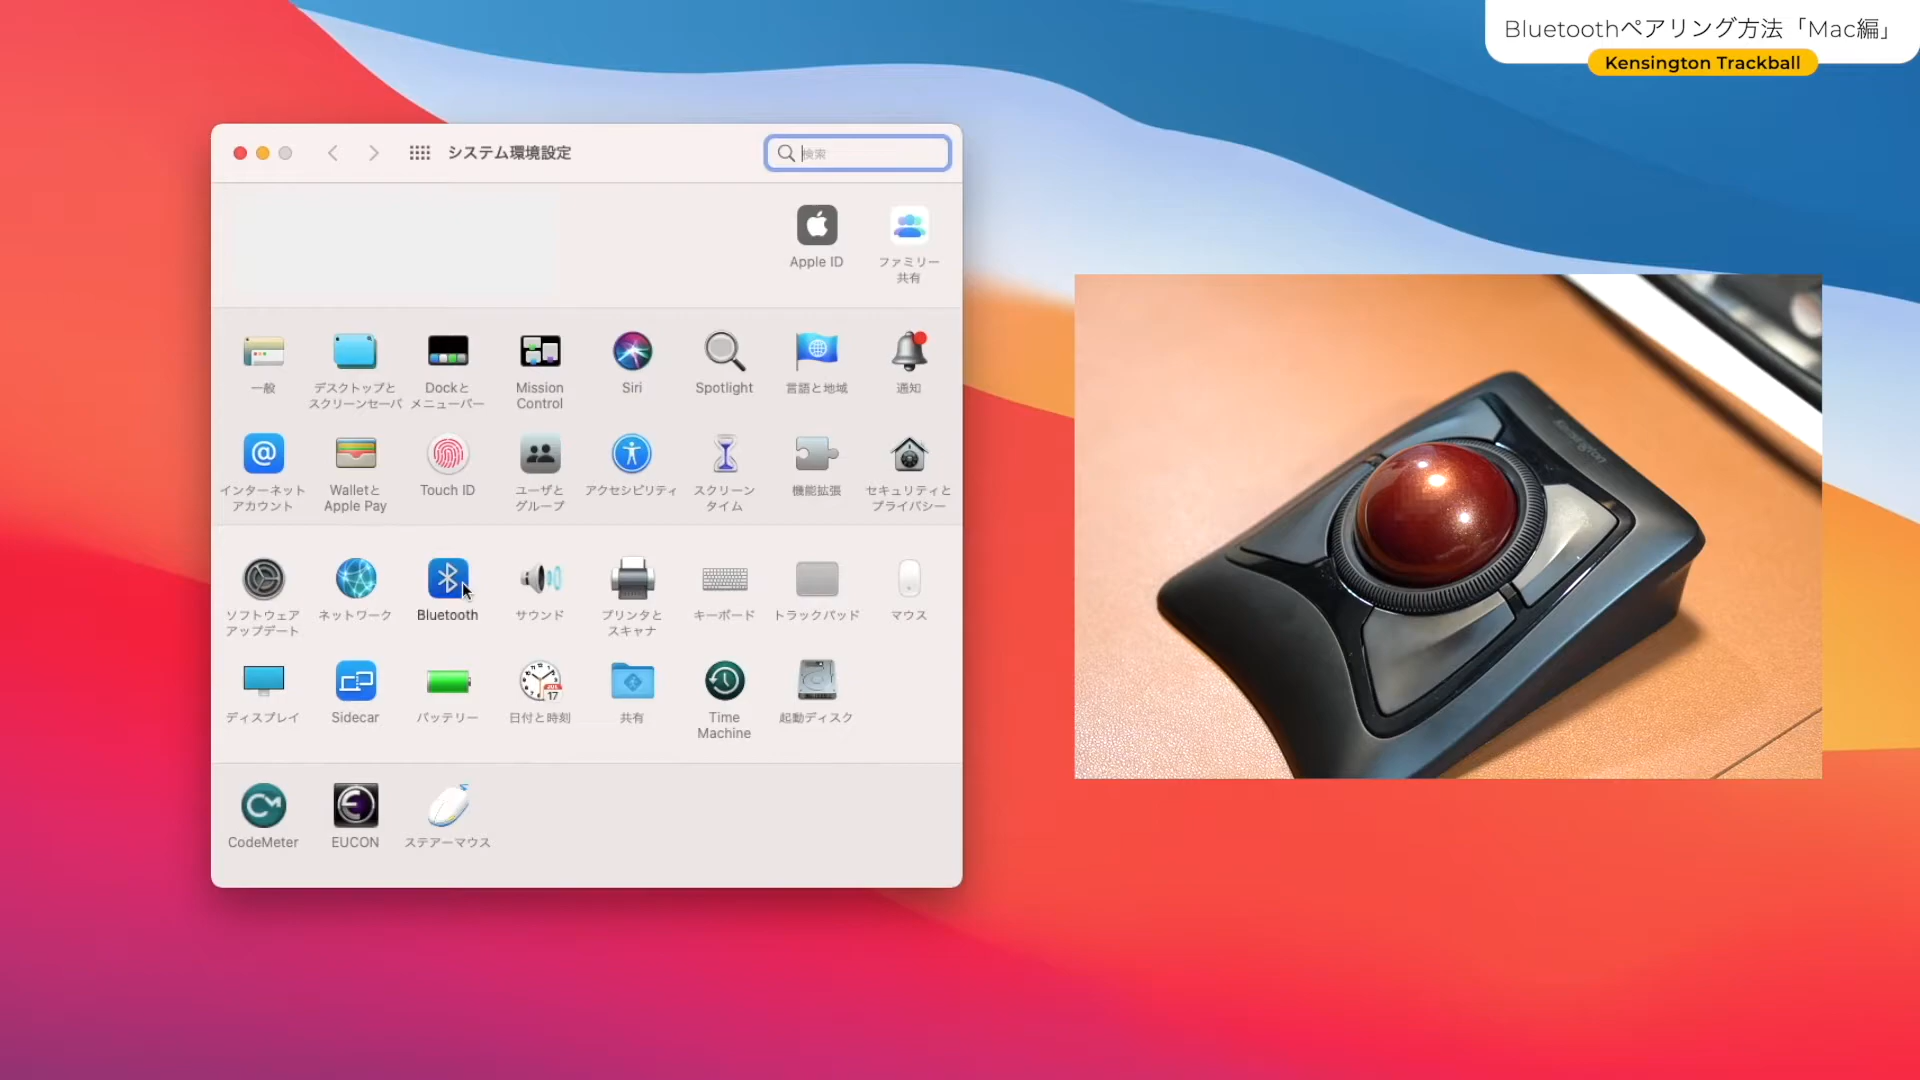 Bluetoothペアリング方法「Mac編」
Kensington Trackball
システム環境設定
検索
Apple ID
ファミリー
共有
一般
デスクトップと
スクリーンセーバ
Dockと
メニューバー
Mission
Control
Siri
Spotlight
言語と地域
通知
インターネット
アカウント
Walletと
Apple Pay
Touch ID
ユーザと
グループ
アクセシビリティ
スクリーン
タイム
機能拡張
セキュリティと
プライバシー
ソフトウェア
アップデート
ネットワーク
Bluetooth
サウンド
プリンタと
スキャナ
キーボード
トラックパッド
マウス
ディスプレイ
Sidecar
バッテリー
17
日付と時刻
共有
Time
Machine
起動ディスク
CodeMeter
EUCON
ステアーマウス
Kensington